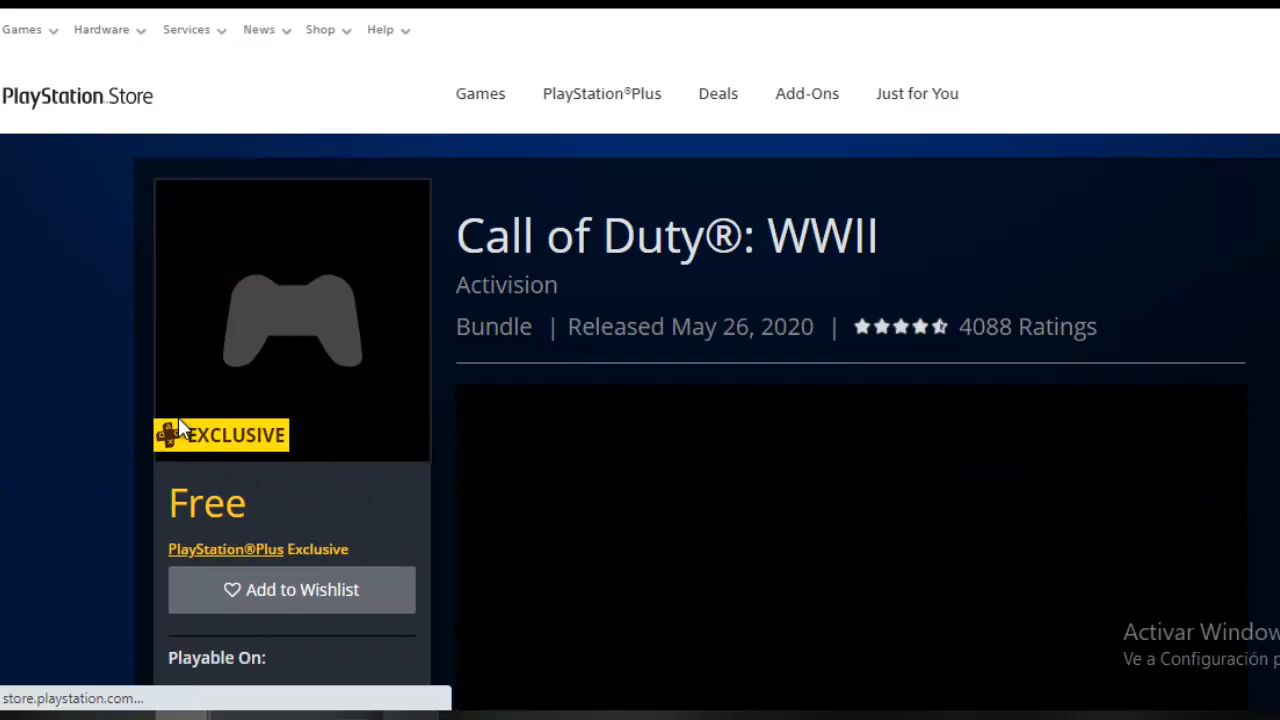 Games Hardware Services News Shop Help
PlayStation Store Games PlayStation®Plus Deals Add-Ons Just for You
Call of Duty®: WWII
Activision
Bundle | Released May 26, 2020 | 4088 Ratings
EXCLUSIVE
Free
PlayStation®Plus Exclusive
Add to Wishlist
Playable On:
Activar Window
Ve a Configuración p
store.playstation.com...